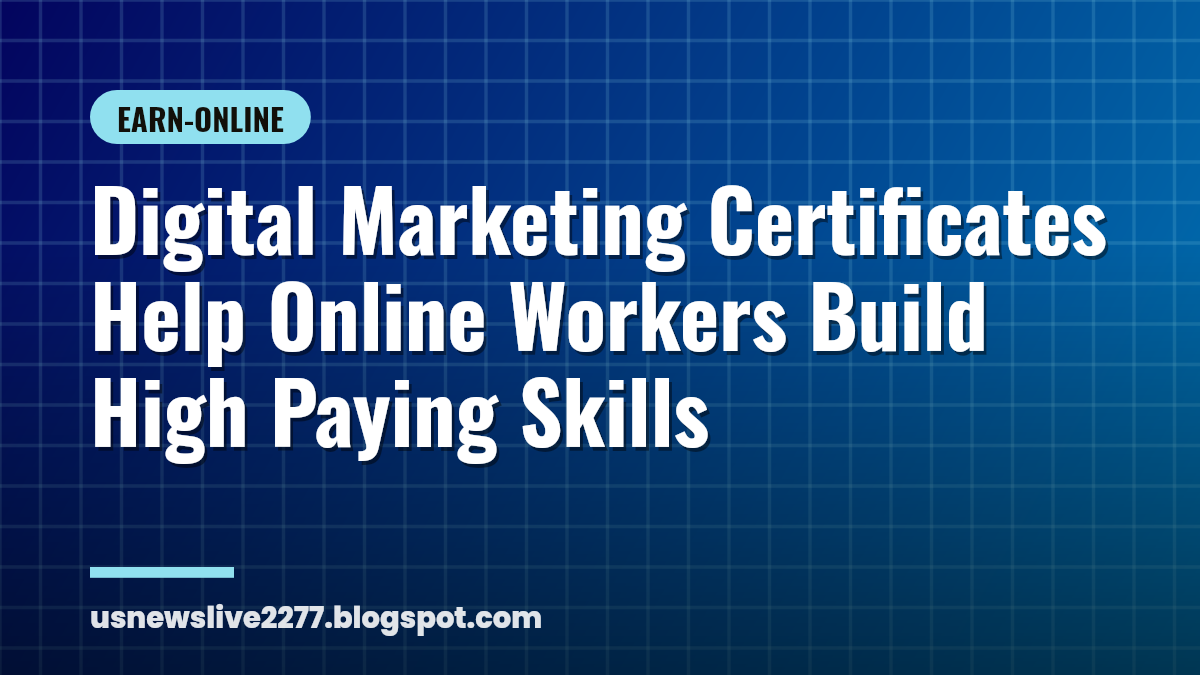 EARN-ONLINE
Digital Marketing Certificates
Help Online Workers Build
High Paying Skills
usnewslive2277.blogspot.com